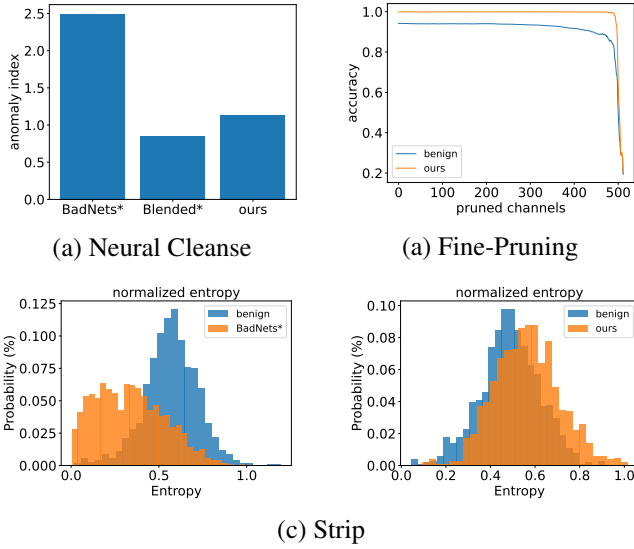 2.5
2.0
1.5
1.0
0.5
0.0
anomaly index
BadNets* Blended* ours
(a) Neural Cleanse
1.0
0.8
0.6
0.4
0.2
accuracy
benign
ours
0 100 200 300 400 500
pruned channels
(a) Fine-Pruning
normalized entropy
0.125
0.100
0.075
0.050
0.025
0.000
Probability (%)
benign
BadNets*
0.0 0.5 1.0
Entropy
normalized entropy
0.10
0.08
0.06
0.04
0.02
0.00
Probability (%)
benign
ours
0.0 0.2 0.4 0.6 0.8 1.0
Entropy
(c) Strip